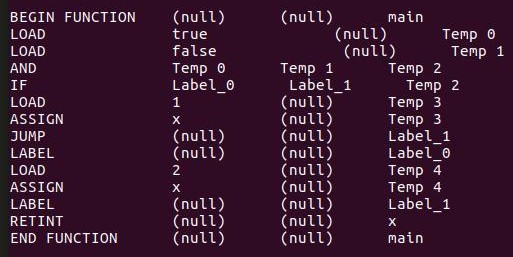 BEGIN FUNCTION (null) (null) main
LOAD true (null) Temp 0
LOAD false (null) Temp 1
AND Temp 0 Temp 1 Temp 2
IF Label_0 Label_1 Temp 2
LOAD 1 (null) Temp 3
ASSIGN x (null) Temp 3
JUMP (null) (null) Label_1
LABEL (null) (null) Label_0
LOAD 2 (null) Temp 4
ASSIGN x (null) Temp 4
LABEL (null) (null) Label_1
RETINT (null) (null) x
END FUNCTION (null) (null) main